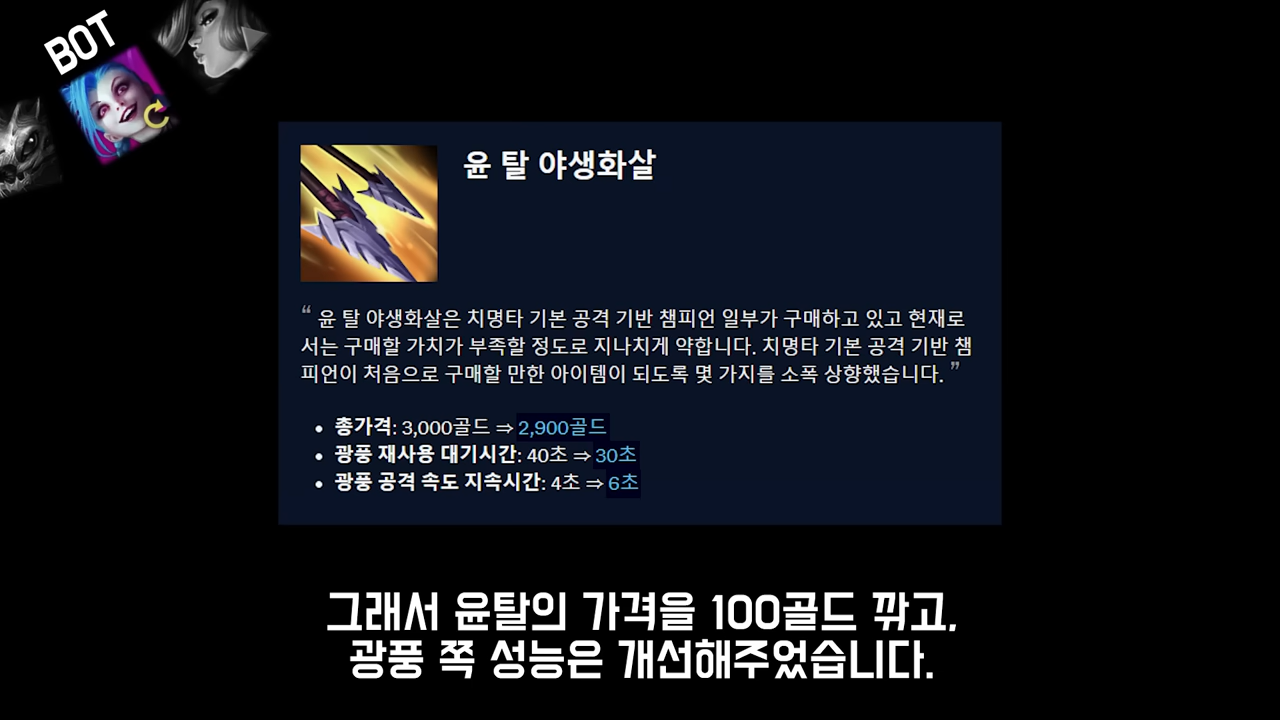 BOT
윤 탈 야생화살
“ 윤 탈 야생화살은 치명타 기본 공격 기반 챔피언 일부가 구매하고 있고 현재로
서는 구매할 가치가 부족할 정도로 지나치게 약합니다. 치명타 기본 공격 기반 챔
피언이 처음으로 구매할 만한 아이템이 되도록 몇 가지를 소폭 상향했습니다. ”
• 총가격: 3,000골드 ⇒ 2,900골드
• 광풍 재사용 대기시간: 40초 ⇒ 30초
• 광풍 공격 속도 지속시간: 4초 ⇒ 6초
그래서 윤탈의 가격을 100골드 깎고,
광풍 쪽 성능은 개선해주었습니다.